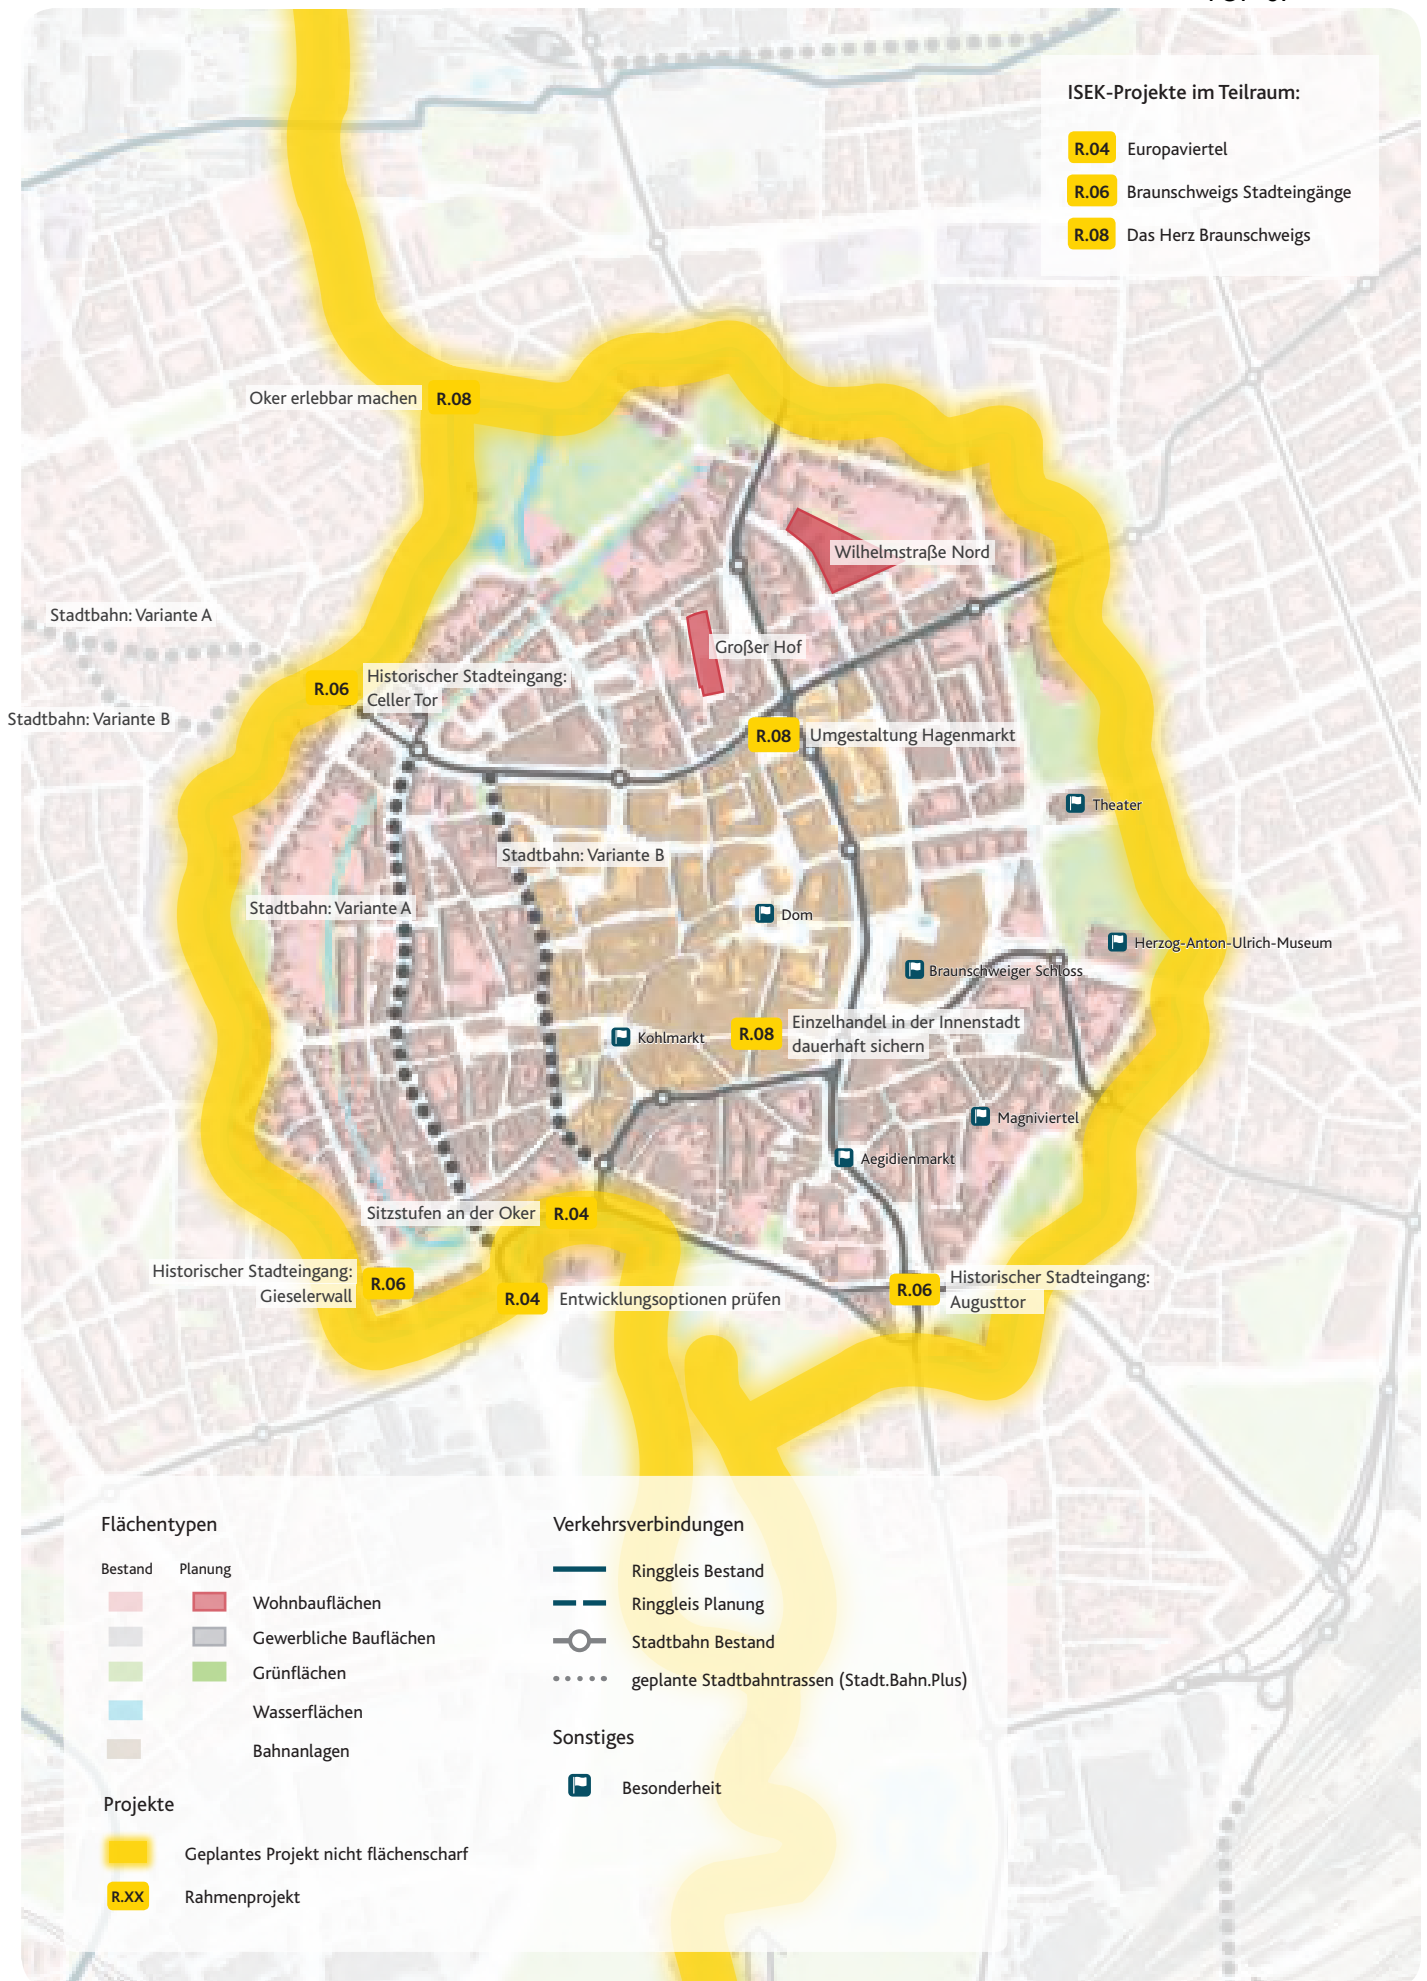 ISEK-Projekte im Teilraum:
R.04 Europaviertel
R.06 Braunschweigs Stadteingänge
R.08 Das Herz Braunschweigs
Oker erlebbar machen R.08
Wilhelmstraße Nord
Stadtbahn: Variante A
Großer Hof
R.06 Historischer Stadteingang:
Celler Tor
Stadtbahn: Variante B
R.08 Umgestaltung Hagenmarkt
Theater
Stadtbahn: Variante B
Stadtbahn: Variante A
Dom
Herzog-Anton-Ulrich-Museum
Braunschweiger Schloss
Kohlmarkt
R.08 Einzelhandel in der Innenstadt
dauerhaft sichern
Magniviertel
Aegidienmarkt
Sitzstufen an der Oker R.04
Historischer Stadteingang:
Gieselerwall R.06
R.04 Entwicklungsoptionen prüfen
R.06 Historischer Stadteingang:
Augusttor
Flächentypen
Bestand Planung
Wohnbauflächen
Gewerbliche Bauflächen
Grünflächen
Wasserflächen
Bahnanlagen
Projekte
Geplantes Projekt nicht flächenscharf
R.XX Rahmenprojekt
Verkehrsverbindungen
Ringgleis Bestand
Ringgleis Planung
Stadtbahn Bestand
geplante Stadtbahntrassen (Stadt.Bahn.Plus)
Sonstiges
Besonderheit